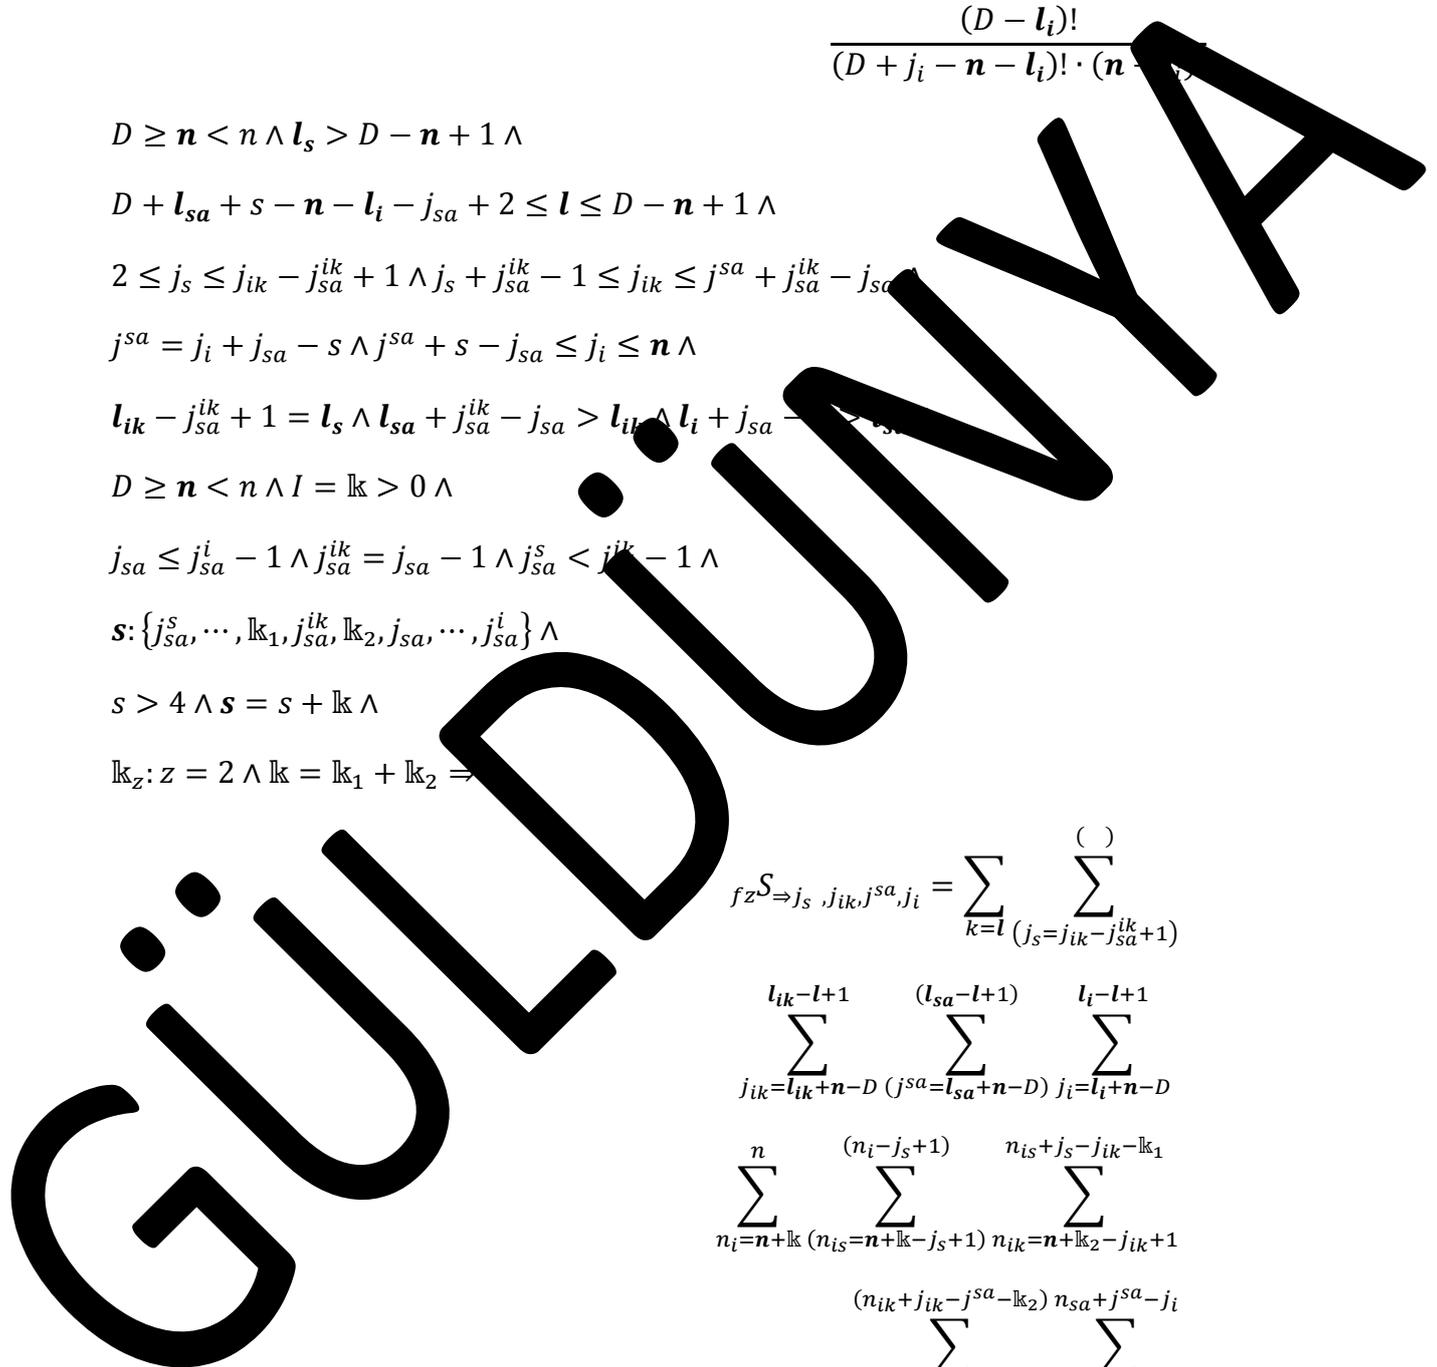 (D − l_i)!
(D + j_i − n − l_i)! · (n
D ≥ n < n ∧ l_s > D − n + 1 ∧
D + l_sa + s − n − l_i − j_sa + 2 ≤ l ≤ D − n + 1 ∧
2 ≤ j_s ≤ j_ik − j_sa^ik + 1 ∧ j_s + j_sa^ik − 1 ≤ j_ik ≤ j^sa + j_sa^ik − j_sa ∧
j^sa = j_i + j_sa − s ∧ j^sa + s − j_sa ≤ j_i ≤ n ∧
l_ik − j_sa^ik + 1 = l_s ∧ l_sa + j_sa^ik − j_sa > l_ik ∧ l_i + j_sa −
D ≥ n < n ∧ I = 𝕜 > 0 ∧
j_sa ≤ j_sa^i − 1 ∧ j_sa^ik = j_sa − 1 ∧ j_sa^s < j_sa^ik − 1 ∧
s: {j_sa^s, ⋯ , 𝕜_1, j_sa^ik, 𝕜_2, j_sa, ⋯ , j_sa^i} ∧
s > 4 ∧ s = s + 𝕜 ∧
𝕜_z: z = 2 ∧ 𝕜 = 𝕜_1 + 𝕜_2 ⇒
( )
fzS⇒j_s ,j_ik,j^sa,j_i = ∑ ∑
k=l (j_s=j_ik−j_sa^ik+1)
l_ik−l+1 (l_sa−l+1) l_i−l+1
∑ ∑ ∑
j_ik=l_ik+n−D (j^sa=l_sa+n−D) j_i=l_i+n−D
n (n_i−j_s+1) n_is+j_s−j_ik−𝕜_1
∑ ∑ ∑
n_i=n+𝕜 (n_is=n+𝕜−j_s+1) n_ik=n+𝕜_2−j_ik+1
(n_ik+j_ik−j^sa−𝕜_2) n_sa+j^sa−j_i
∑ ∑
GÜLDÜNYA